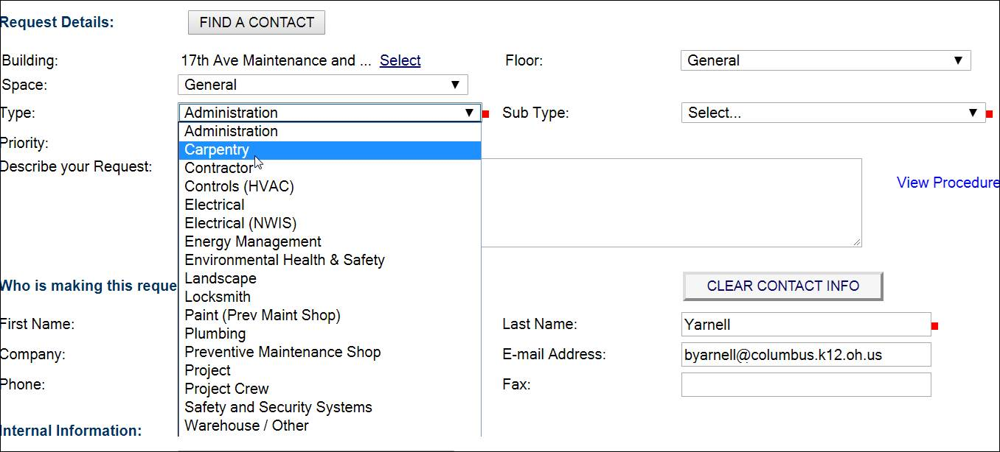 Request Details: FIND A CONTACT
Building: 17th Ave Maintenance and ... Select Floor: General
Space: General
Type: Administration Sub Type: Select...
Administration
Priority:
Carpentry
Describe your Request: Contractor
View Procedure
Controls (HVAC)
Electrical
Electrical (NWIS)
Energy Management
Environmental Health & Safety
Landscape
Who is making this reque CLEAR CONTACT INFO
Locksmith
Paint (Prev Maint Shop)
First Name: Last Name: Yarnell
Plumbing
Company: Preventive Maintenance Shop E-mail Address: byarnell@columbus.k12.oh.us
Project
Phone: Project Crew Fax:
Safety and Security Systems
Internal Information: Warehouse / Other